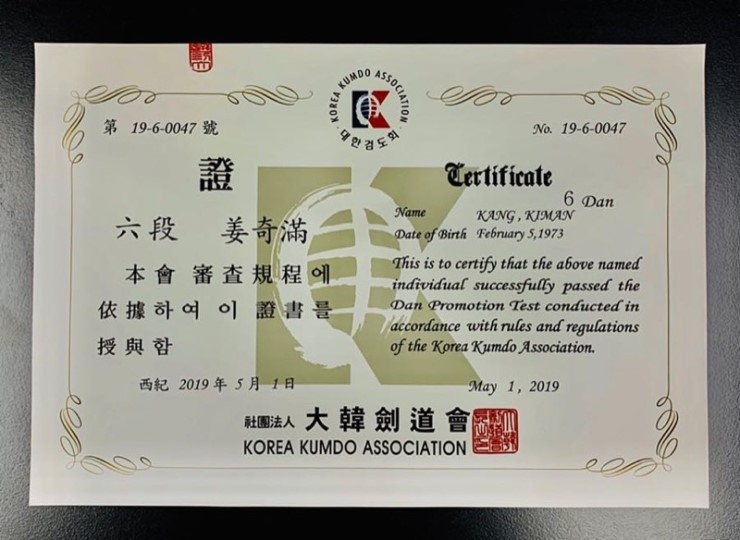 KOREA KUMDO ASSOCIATION
대한검도회
第 19-6-0047 號
證
六段 姜奇滿
本會 審査規程에
依據하여 이 證書를
授與함
西紀 2019年 5月 1日
No. 19-6-0047
Certificate
6 Dan
Name KANG , KIMAN
Date of Birth February 5,1973
This is to certify that the above named
individual successfully passed the
Dan Promotion Test conducted in
accordance with rules and regulations
of the Korea Kumdo Association.
May 1, 2019
社團法人 大韓劍道會
KOREA KUMDO ASSOCIATION